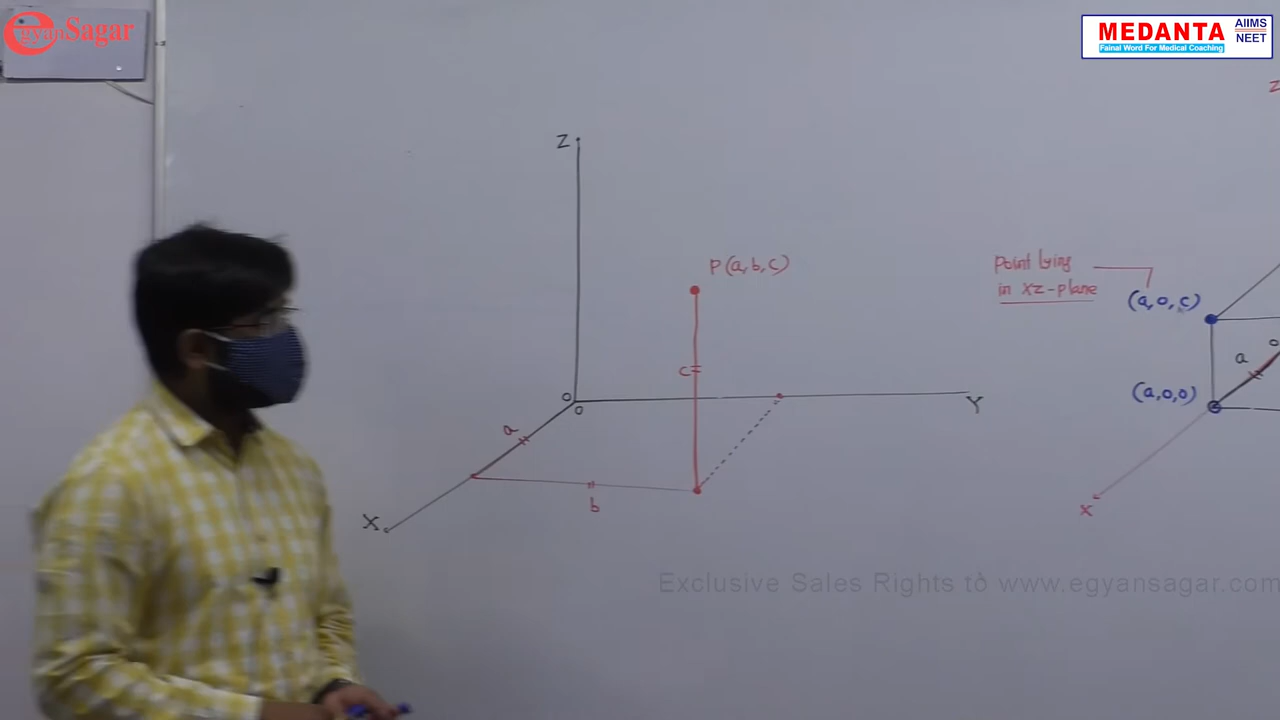 egyanSagar
MEDANTA
AIIMS
NEET
Fainal Word For Medical Coaching
Z
Z
P(a,b,c)
Point lying
in xz-plane
(a,0,c)
c
a
O
O
O
Y
(a,0,0)
a
X
b
X
Exclusive Sales Rights to www.egyansagar.com